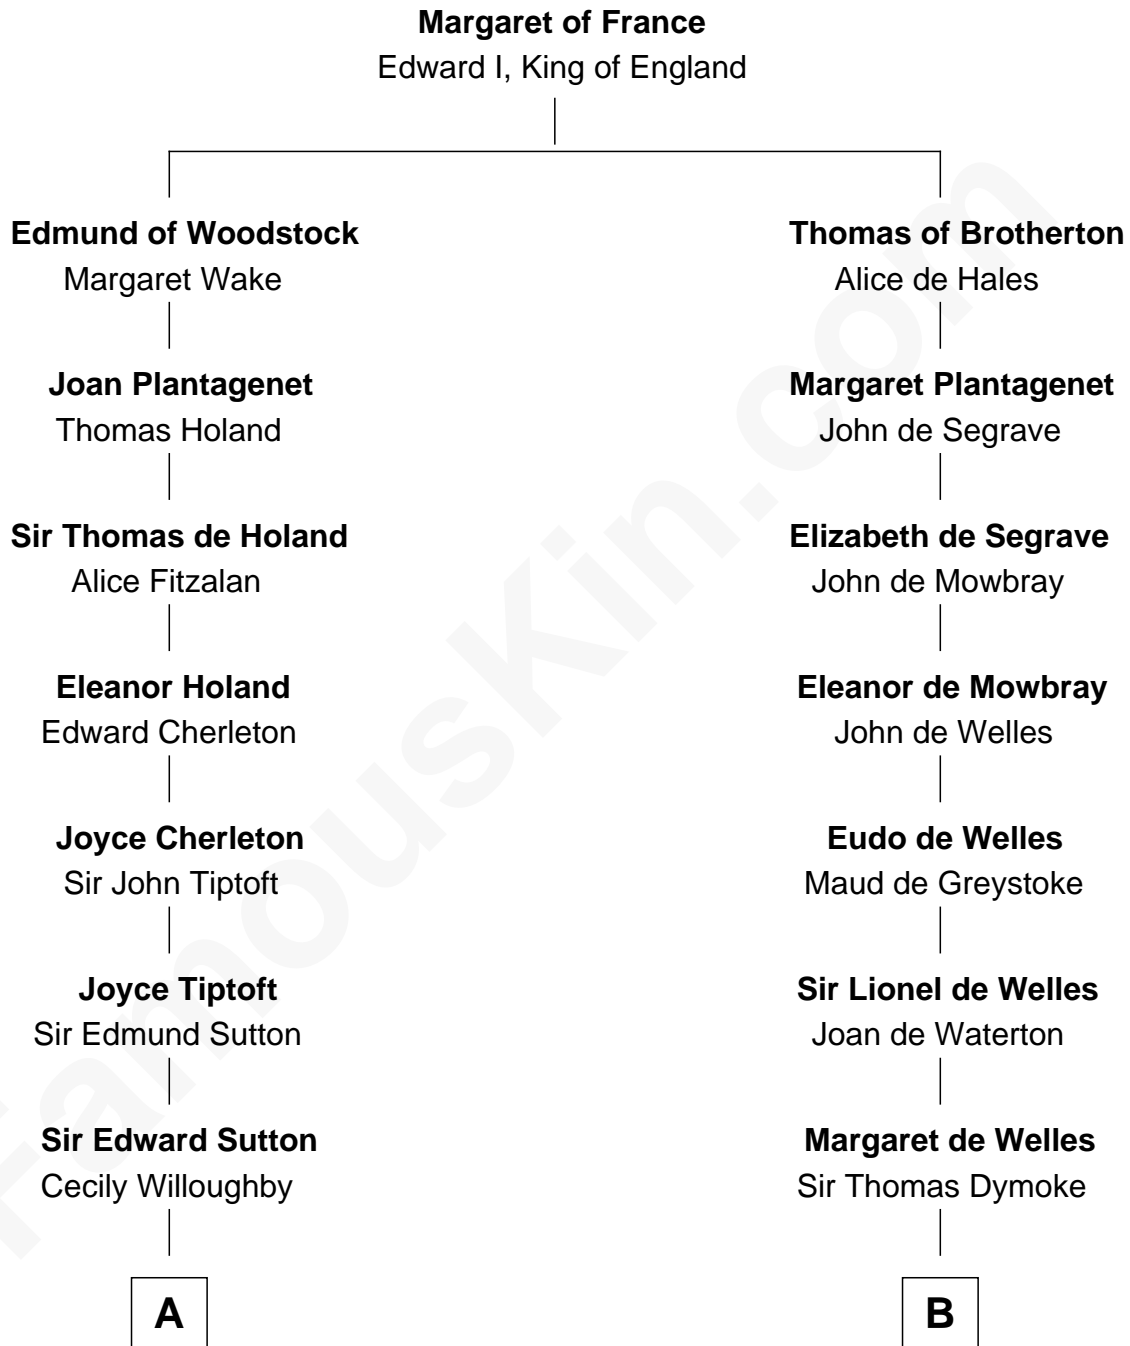 Margaret of France
Edward I, King of England
Edmund of Woodstock
Margaret Wake
Thomas of Brotherton
Alice de Hales
Joan Plantagenet
Thomas Holand
Margaret Plantagenet
John de Segrave
Sir Thomas de Holand
Alice Fitzalan
Elizabeth de Segrave
John de Mowbray
Eleanor Holand
Edward Cherleton
Eleanor de Mowbray
John de Welles
Joyce Cherleton
Sir John Tiptoft
Eudo de Welles
Maud de Greystoke
Joyce Tiptoft
Sir Edmund Sutton
Sir Lionel de Welles
Joan de Waterton
Sir Edward Sutton
Cecily Willoughby
Margaret de Welles
Sir Thomas Dymoke
A
B
FamousKin.com